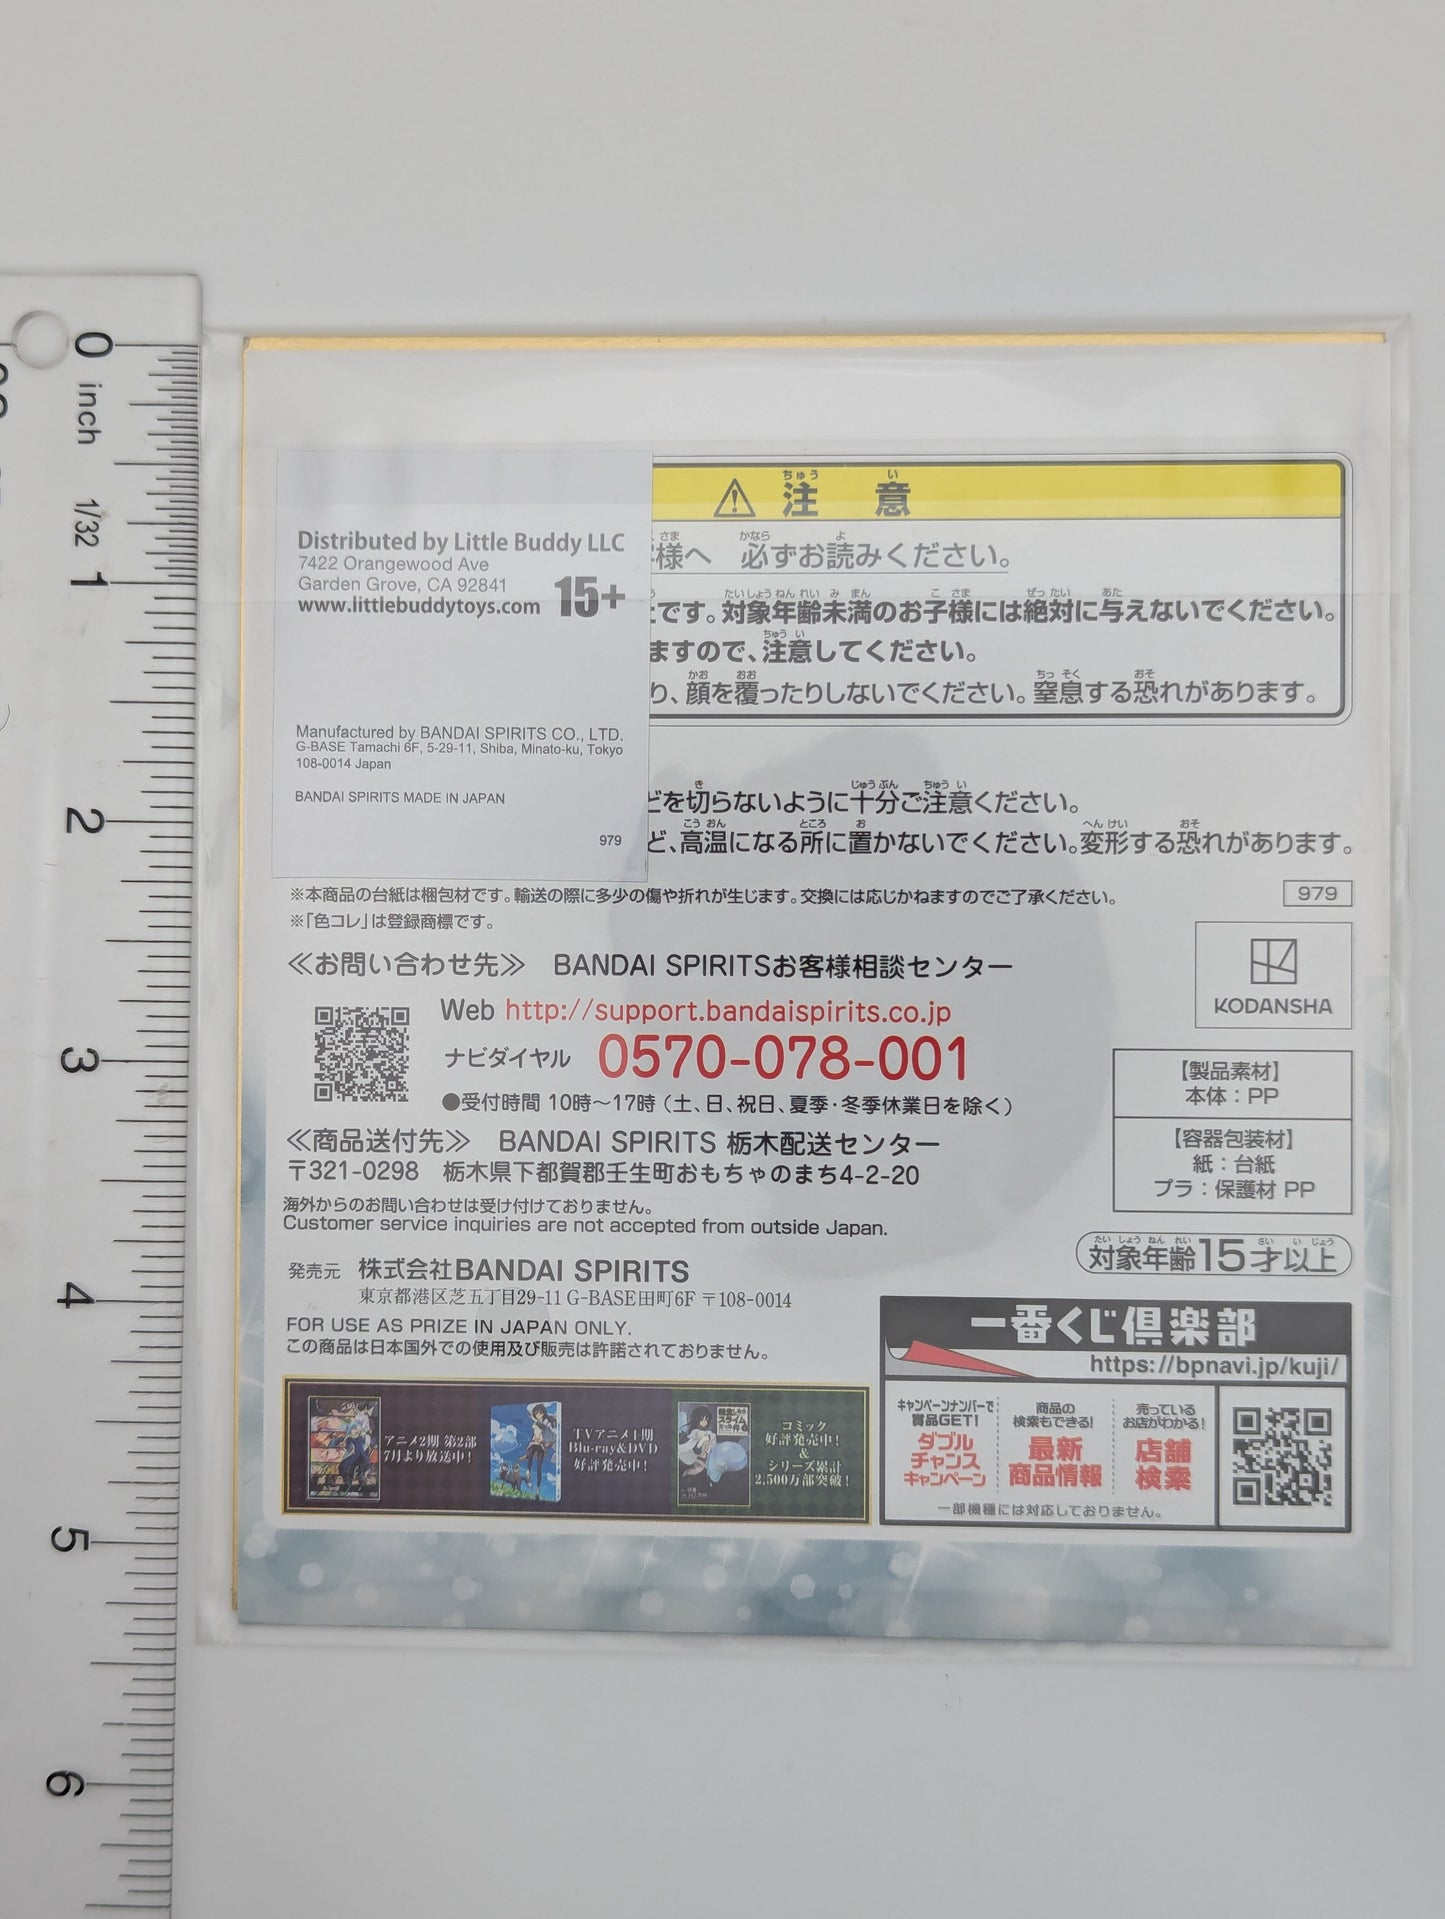 0
inch
1/32
1
2
3
4
5
6
Distributed by Little Buddy LLC
7422 Orangewood Ave
Garden Grove, CA 92841
www.littlebuddytoys.com
15+
Manufactured by BANDAI SPIRITS CO., LTD.
G-BASE Tamachi 6F, 5-29-11, Shiba, Minato-ku, Tokyo
108-0014 Japan
BANDAI SPIRITS MADE IN JAPAN
979
注意
様へ 必ずお読みください。
です。対象年齢未満のお子様には絶対に与えないでください。
ますので、注意してください。
り、顔を覆ったりしないでください。窒息する恐れがあります。
どを切らないように十分ご注意ください。
ど、高温になる所に置かないでください。変形する恐れがあります。
※本商品の台紙は梱包材です。輸送の際に多少の傷や折れが生じます。交換には応じかねますのでご了承ください。
979
※「色コレ」は登録商標です。
≪お問い合わせ先≫ BANDAI SPIRITSお客様相談センター
Web http://support.bandaispirits.co.jp
ナビダイヤル 0570-078-001
●受付時間 10時～17時（土、日、祝日、夏季・冬季休業日を除く）
≪商品送付先≫ BANDAI SPIRITS 栃木配送センター
〒321-0298 栃木県下都賀郡壬生町おもちゃのまち4-2-20
海外からのお問い合わせは受け付けておりません。
Customer service inquiries are not accepted from outside Japan.
発売元 株式会社BANDAI SPIRITS
東京都港区芝五丁目29-11 G-BASE田町6F 〒108-0014
FOR USE AS PRIZE IN JAPAN ONLY.
この商品は日本国外での使用及び販売は許諾されておりません。
KODANSHA
【製品素材】
本体：PP
【容器包装材】
紙：台紙
プラ：保護材 PP
対象年齢15才以上
アニメ2期 第2部
7月より放送中！
TVアニメ1期
Blu-ray&DVD
好評発売中！
コミック
好評発売中！
&
シリーズ累計
2,500万部突破！
一番くじ倶楽部
https://bpnavi.jp/kuji/
キャンペーンナンバーで
賞品GET!
ダブル
チャンス
キャンペーン
商品の
検索もできる!
最新
商品情報
売っている
お店がわかる!
店舗
検索
一部機種には対応しておりません。